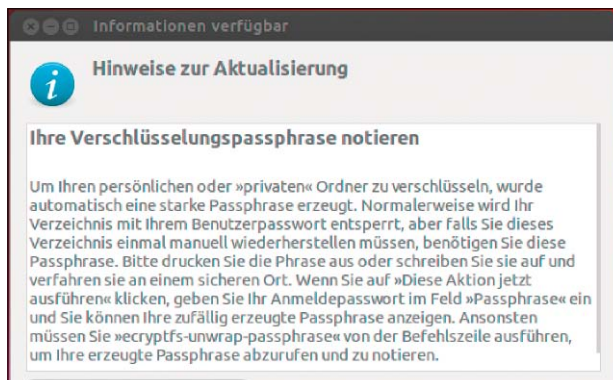 Informationen verfügbar
Hinweise zur Aktualisierung
Ihre Verschlüsselungspassphrase notieren
Um Ihren persönlichen oder »privaten« Ordner zu verschlüsseln, wurde
automatisch eine starke Passphrase erzeugt. Normalerweise wird Ihr
Verzeichnis mit Ihrem Benutzerpasswort entsperrt, aber falls Sie dieses
Verzeichnis einmal manuell wiederherstellen müssen, benötigen Sie diese
Passphrase. Bitte drucken Sie die Phrase aus oder schreiben Sie sie auf und
verfahren sie an einem sicheren Ort. Wenn Sie auf »Diese Aktion jetzt
ausführen« klicken, geben Sie Ihr Anmeldepasswort im Feld »Passphrase« ein
und Sie können Ihre zufällig erzeugte Passphrase anzeigen. Ansonsten
müssen Sie »ecryptfs-unwrap-passphrase« von der Befehlszeile ausführen,
um Ihre erzeugte Passphrase abzurufen und zu notieren.